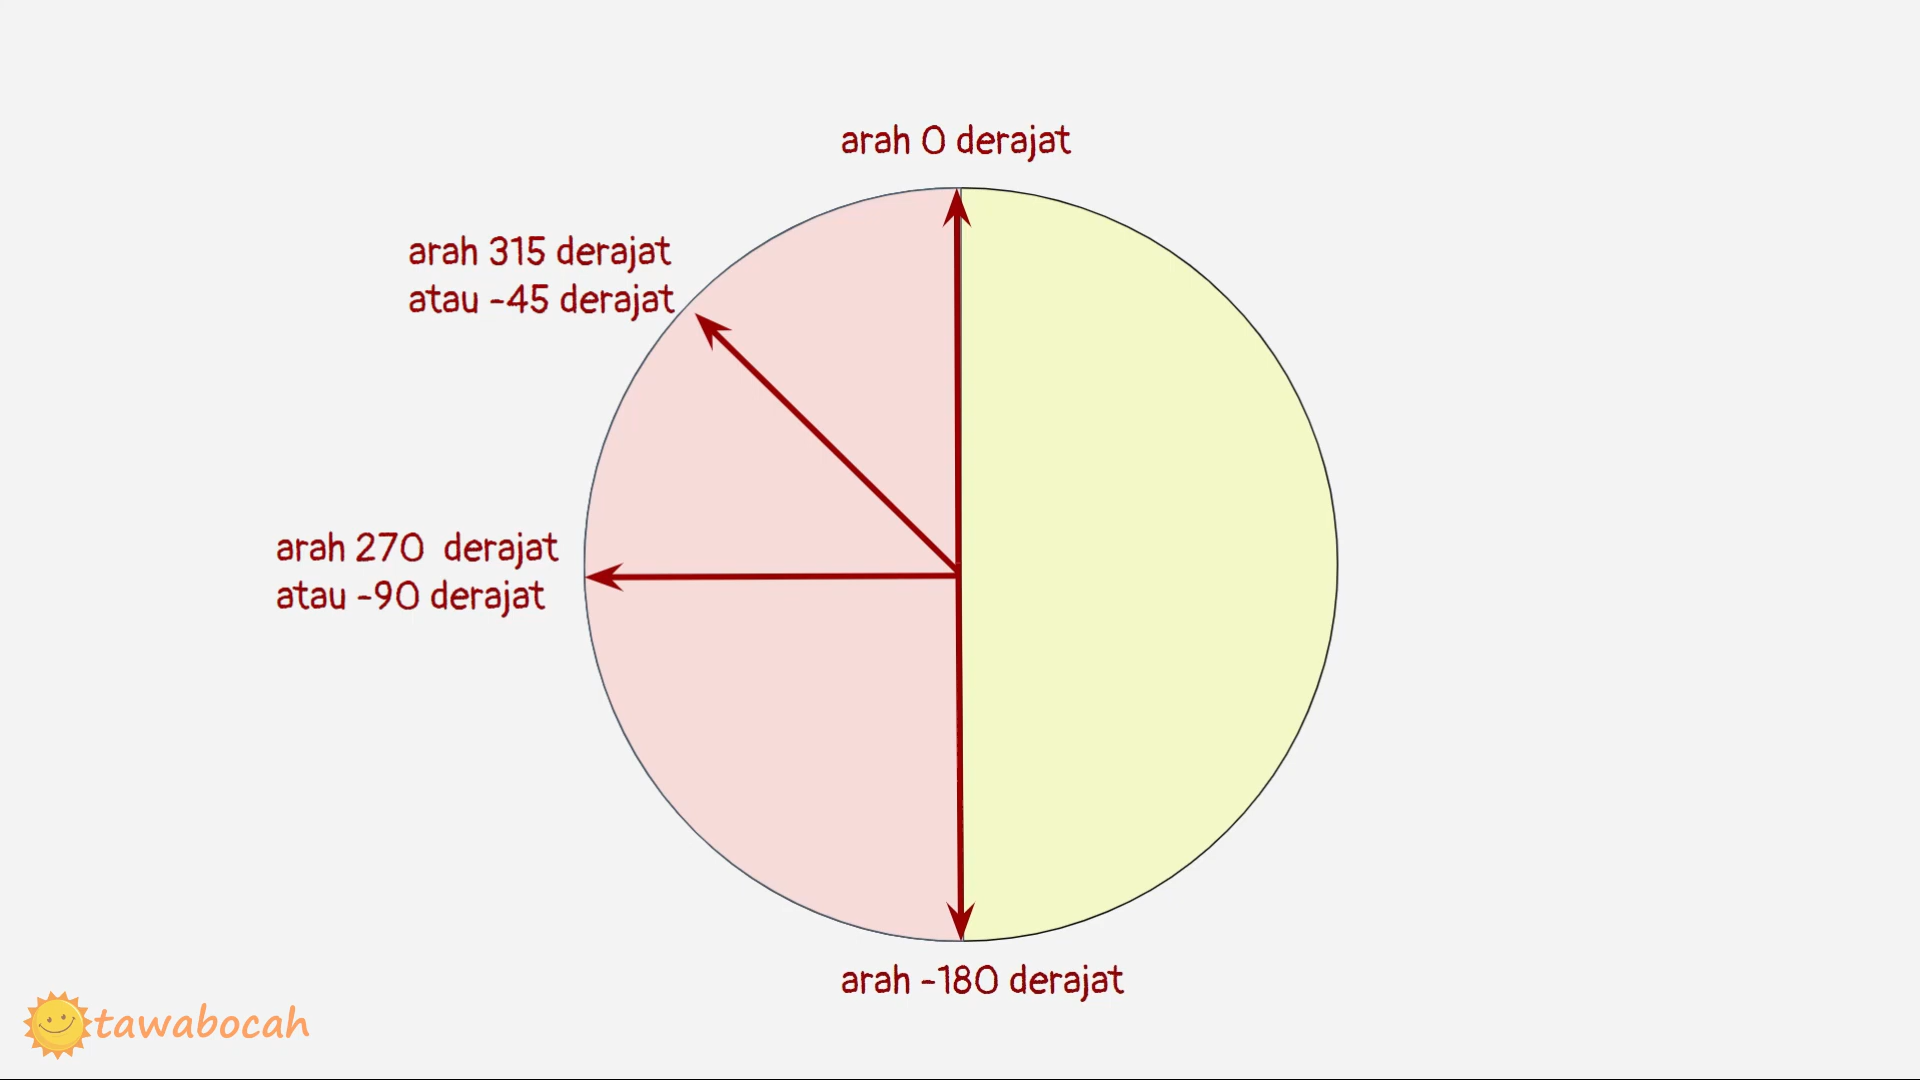 arah 0 derajat
arah 315 derajat
atau -45 derajat
arah 270 derajat
atau -90 derajat
arah -180 derajat
tawabocah